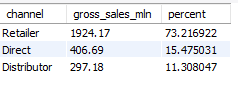 channel gross_sales_mln percent
Retailer 1924.17 73.216922
Direct 406.69 15.475031
Distributor 297.18 11.308047